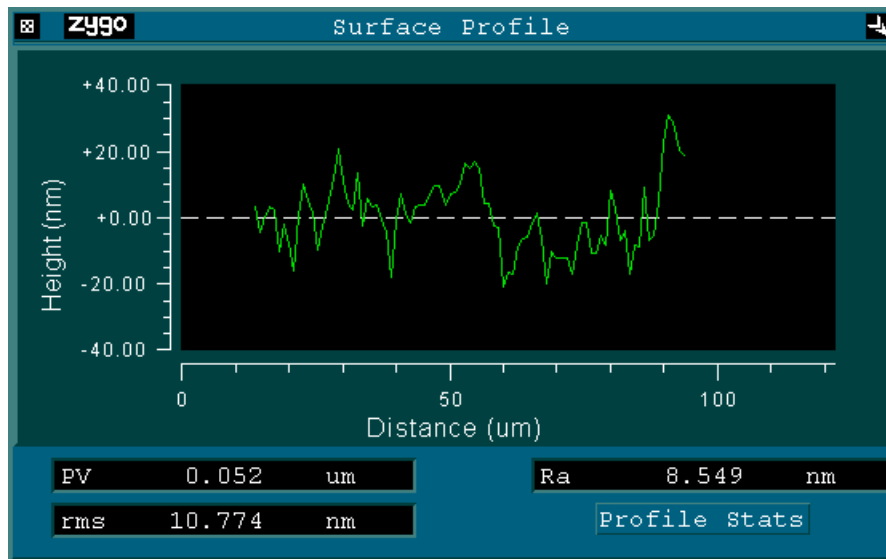 zygo Surface Profile
+40.00
+20.00
+0.00
-20.00
-40.00
Height (nm)
0 50 100
Distance (um)
PV 0.052 um Ra 8.549 nm
rms 10.774 nm Profile Stats